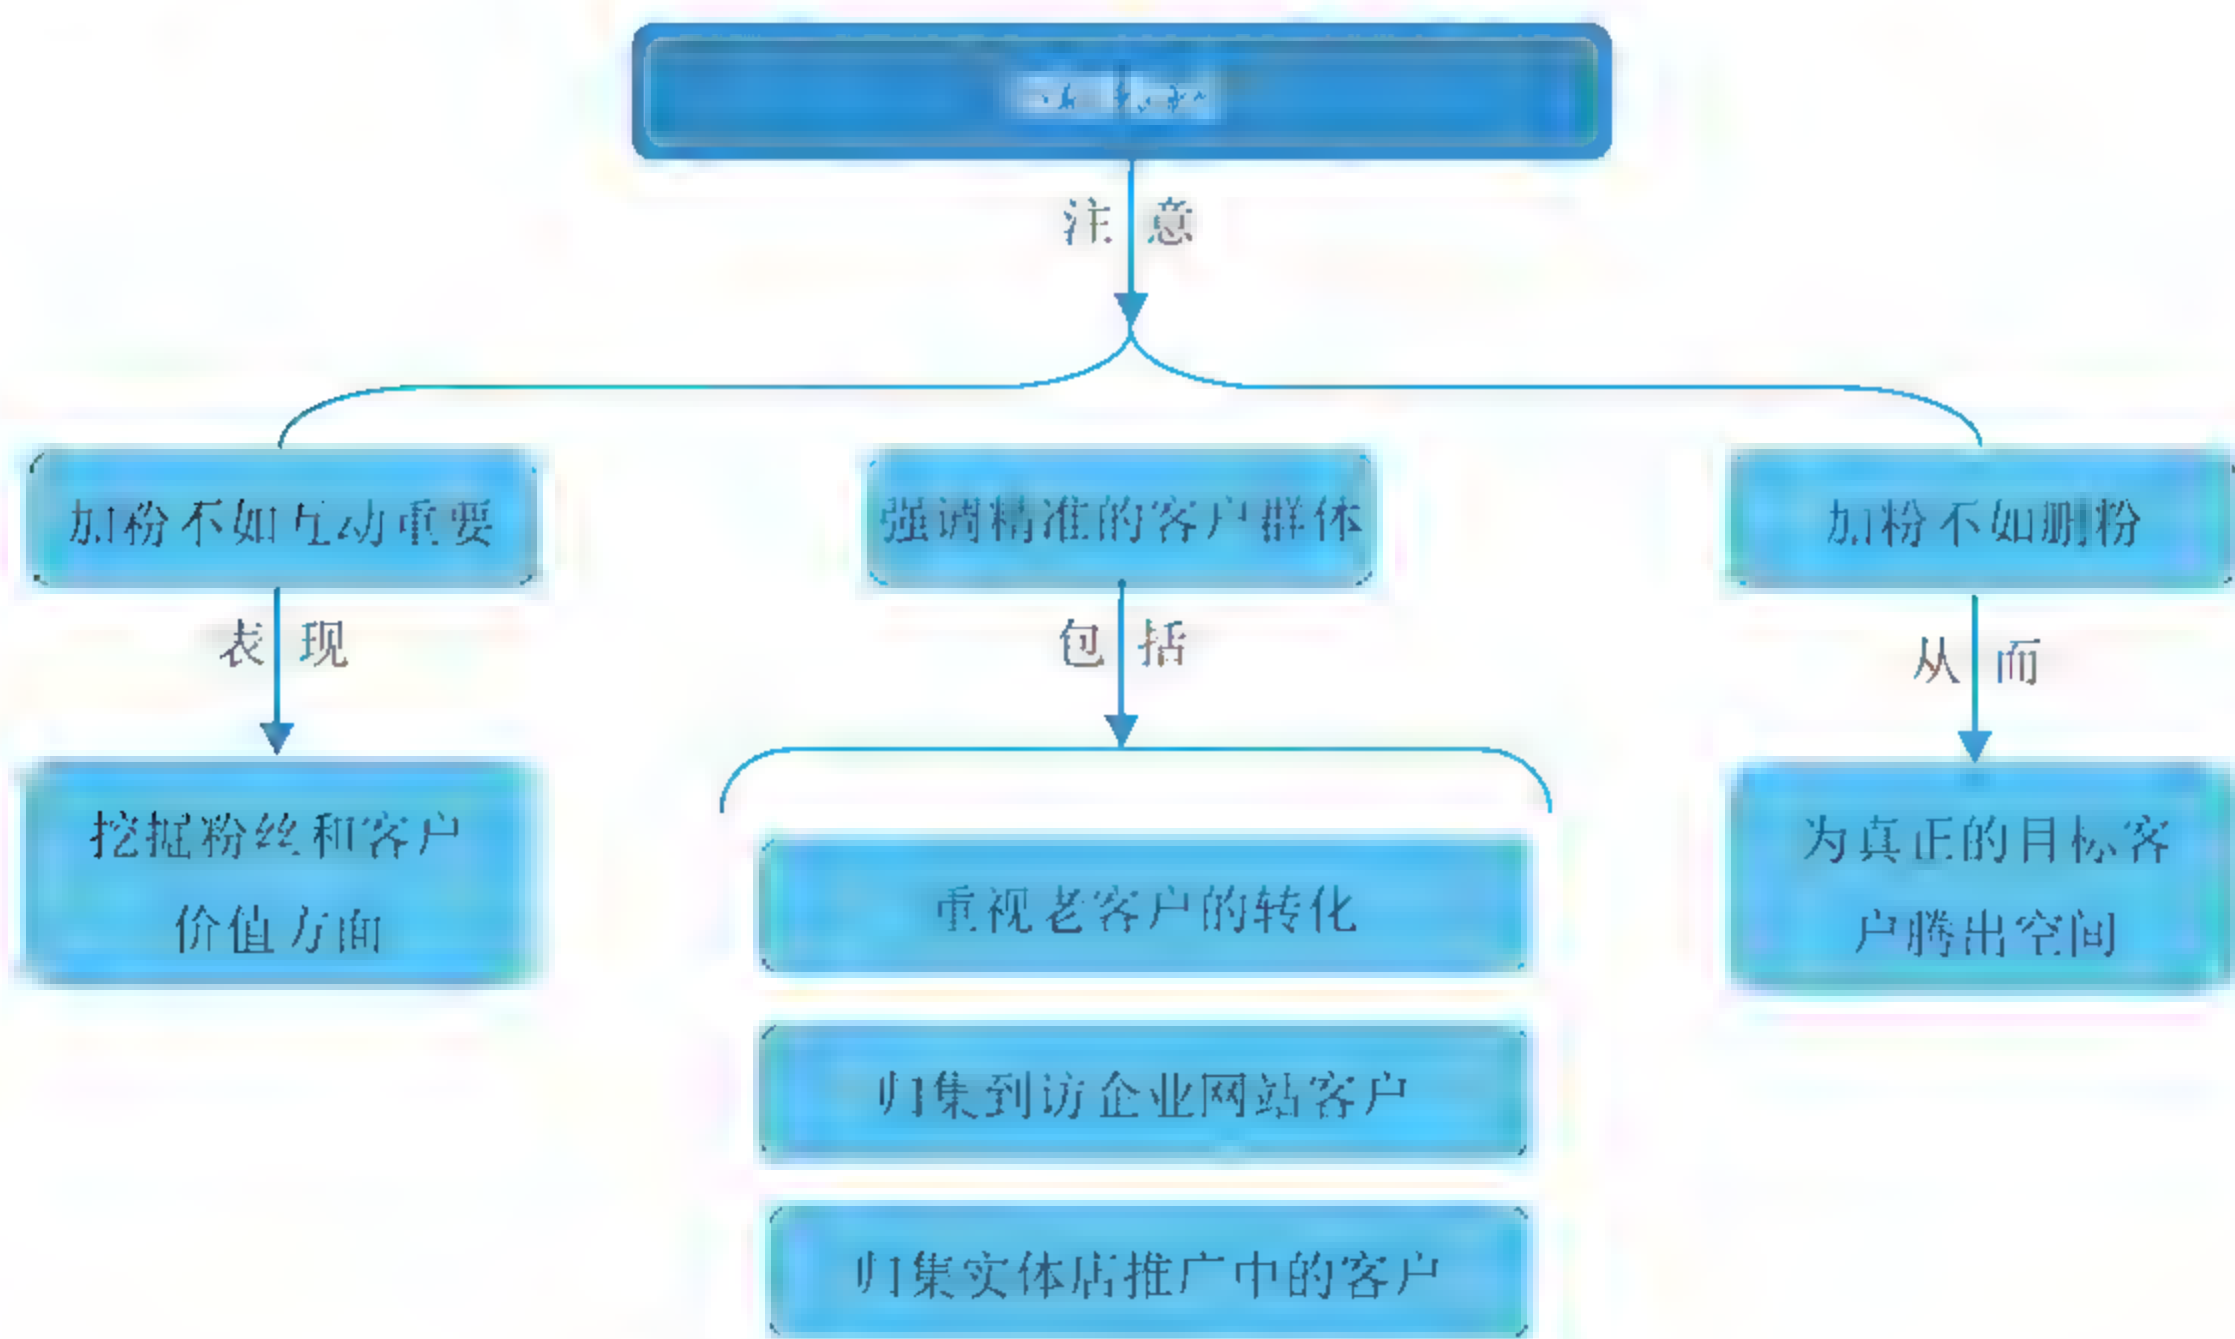 注意
加粉不如互动重要
强调精准的客户群体
加粉不如删粉
表现
包括
从而
挖掘粉丝和客户
价值方面
重视老客户的转化
归集到访企业网站客户
归集实体店推广中的客户
为真正的目标客
户腾出空间